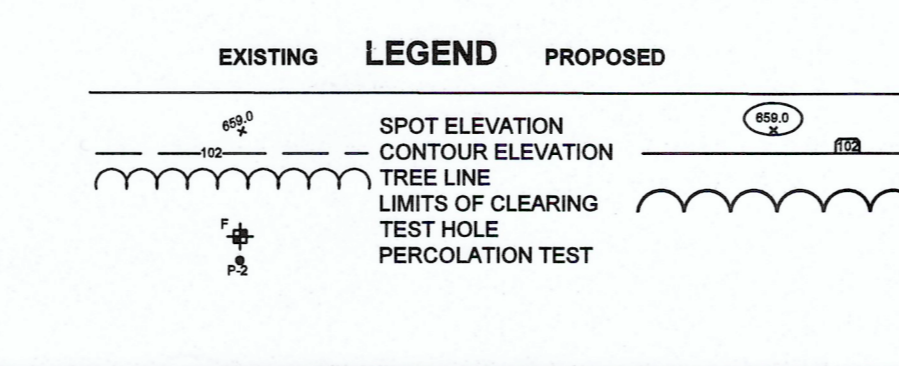 EXISTING LEGEND PROPOSED
659.0 SPOT ELEVATION 659.0
102 CONTOUR ELEVATION 102
TREE LINE
LIMITS OF CLEARING
F TEST HOLE
P-2 PERCOLATION TEST